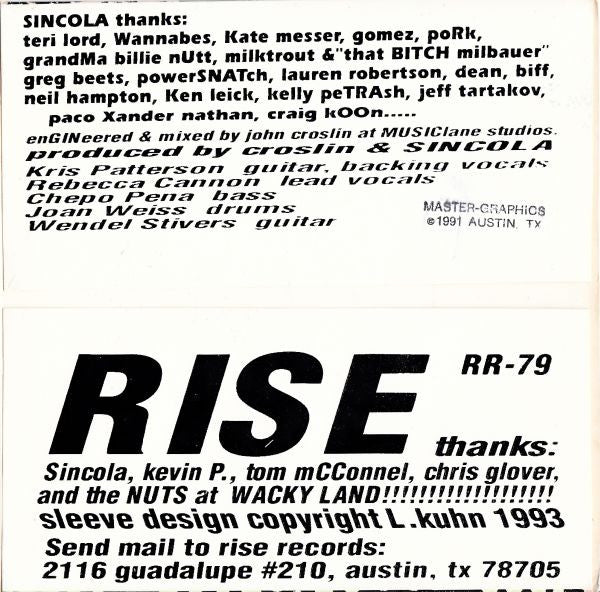 SINCOLA thanks:
teri lord, Wannabes, Kate messer, gomez, poRk,
grandMa billie nUtt, milktrout &"that BITCH milbauer"
greg beets, powerSNATch, lauren robertson, dean, biff,
neil hampton, Ken leick, kelly peTRAsh, jeff tartakov,
paco Xander nathan, craig kOOn.....
enGINeered & mixed by john croslin at MUSIClane studios.
produced by croslin & SINCOLA
Kris Patterson guitar, backing vocals
Rebecca Cannon lead vocals
Chepo Pena bass
Joan Weiss drums
Wendel Stivers guitar
MASTER-GRAPHICS
©1991 AUSTIN, TX
RISE
RR-79
thanks:
Sincola, kevin P., tom mCConnel, chris glover,
and the NUTS at WACKY LAND!!!!!!!!!!!!!!!!!!!
sleeve design copyright L.kuhn 1993
Send mail to rise records:
2116 guadalupe #210, austin, tx 78705